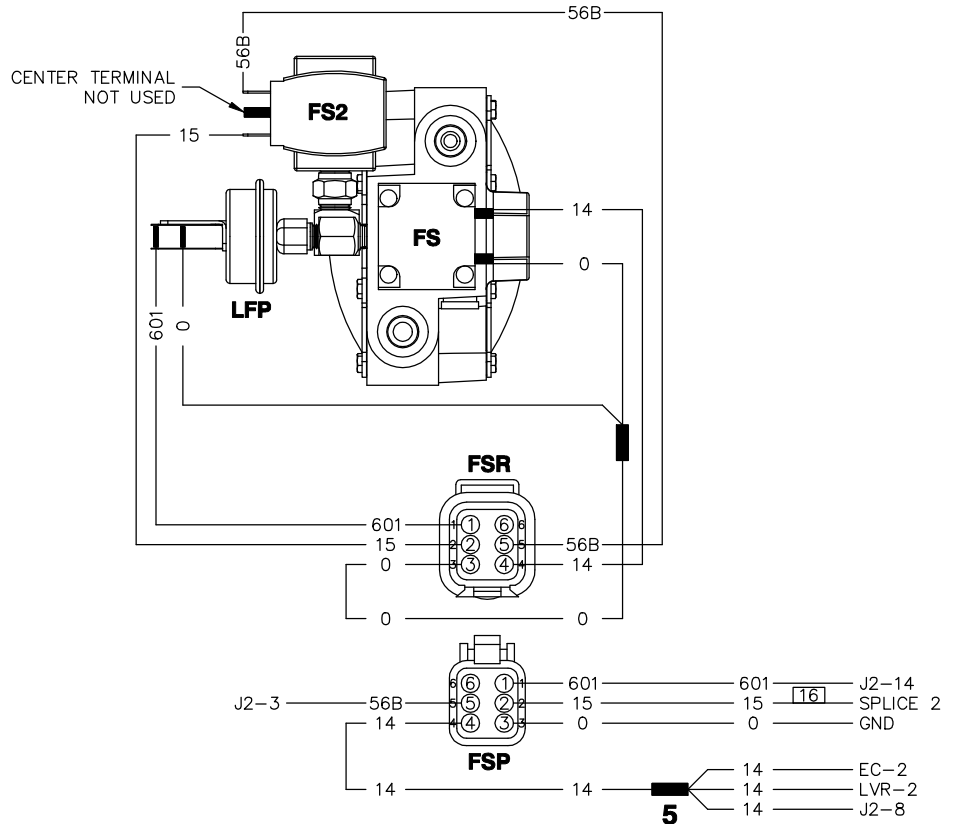 56B
56B
CENTER TERMINAL
NOT USED
FS2
15
14
FS
0
LFP
601
0
FSR
601 1 1 6 6
15 2 2 5 5 56B
0 3 3 4 4 14
0 0
6 6 1 1 601 601 J2-14
J2-3 56B 5 5 2 2 15 15 16 SPLICE 2
14 4 4 3 3 0 0 GND
FSP
14 EC-2
14 14 14 LVR-2
14 J2-8
5